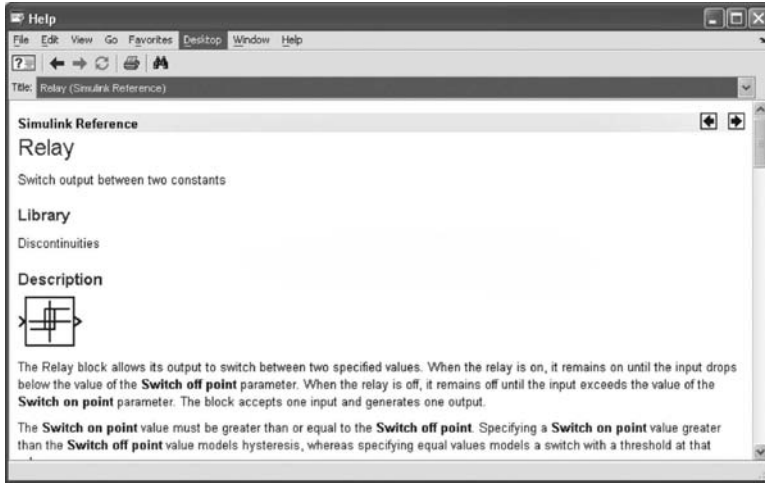 Help
File Edit View Go Favorites Desktop Window Help
Title: Relay (Simulink Reference)
Simulink Reference
Relay
Switch output between two constants
Library
Discontinuities
Description
The Relay block allows its output to switch between two specified values. When the relay is on, it remains on until the input drops
below the value of the Switch off point parameter. When the relay is off, it remains off until the input exceeds the value of the
Switch on point parameter. The block accepts one input and generates one output.
The Switch on point value must be greater than or equal to the Switch off point. Specifying a Switch on point value greater
than the Switch off point value models hysteresis, whereas specifying equal values models a switch with a threshold at that